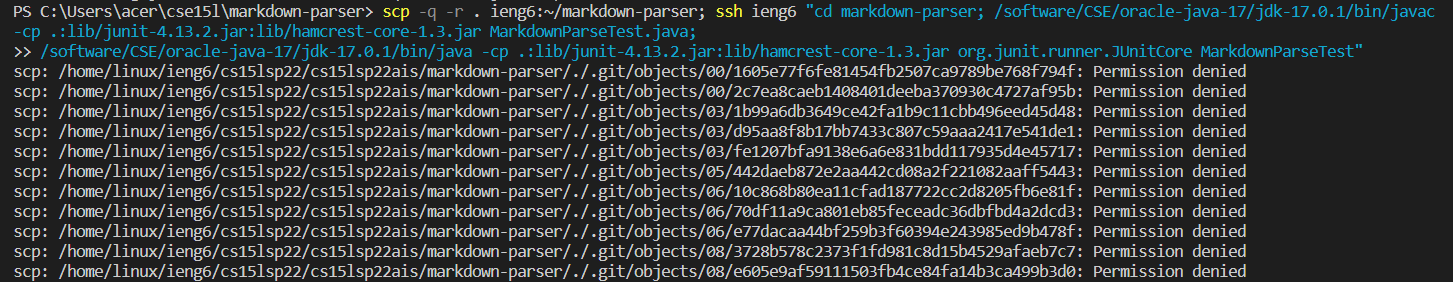 PS C:\Users\acer\cse15l\markdown-parser> scp -q -r . ieng6:~/markdown-parser; ssh ieng6 "cd markdown-parser; /software/CSE/oracle-java-17/jdk-17.0.1/bin/javac
-cp .:lib/junit-4.13.2.jar:lib/hamcrest-core-1.3.jar MarkdownParseTest.java;
>> /software/CSE/oracle-java-17/jdk-17.0.1/bin/java -cp .:lib/junit-4.13.2.jar:lib/hamcrest-core-1.3.jar org.junit.runner.JUnitCore MarkdownParseTest"
scp: /home/linux/ieng6/cs15lsp22/cs15lsp22ais/markdown-parser/./.git/objects/00/1605e77f6fe81454fb2507ca9789be768f794f: Permission denied
scp: /home/linux/ieng6/cs15lsp22/cs15lsp22ais/markdown-parser/./.git/objects/00/2c7ea8caeb1408401deeba370930c4727af95b: Permission denied
scp: /home/linux/ieng6/cs15lsp22/cs15lsp22ais/markdown-parser/./.git/objects/03/1b99a6db3649ce42fa1b9c11cbb496eed45d48: Permission denied
scp: /home/linux/ieng6/cs15lsp22/cs15lsp22ais/markdown-parser/./.git/objects/03/d95aa8f8b17bb7433c807c59aaa2417e541de1: Permission denied
scp: /home/linux/ieng6/cs15lsp22/cs15lsp22ais/markdown-parser/./.git/objects/03/fe1207bfa9138e6a6e831bdd117935d4e45717: Permission denied
scp: /home/linux/ieng6/cs15lsp22/cs15lsp22ais/markdown-parser/./.git/objects/05/442daeb872e2aa442cd08a2f221082aaff5443: Permission denied
scp: /home/linux/ieng6/cs15lsp22/cs15lsp22ais/markdown-parser/./.git/objects/06/10c868b80ea11cfad187722cc2d8205fb6e81f: Permission denied
scp: /home/linux/ieng6/cs15lsp22/cs15lsp22ais/markdown-parser/./.git/objects/06/70df11a9ca801eb85feceadc36dbfbd4a2dcd3: Permission denied
scp: /home/linux/ieng6/cs15lsp22/cs15lsp22ais/markdown-parser/./.git/objects/06/e77dacaa44bf259b3f60394e243985ed9b478f: Permission denied
scp: /home/linux/ieng6/cs15lsp22/cs15lsp22ais/markdown-parser/./.git/objects/08/3728b578c2373f1fd981c8d15b4529afaeb7c7: Permission denied
scp: /home/linux/ieng6/cs15lsp22/cs15lsp22ais/markdown-parser/./.git/objects/08/e605e9af59111503fb4ce84fa14b3ca499b3d0: Permission denied